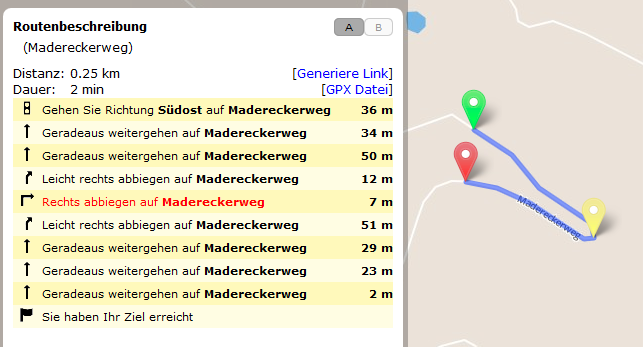 Routenbeschreibung A B
(Madereckerweg)
Distanz: 0.25 km [Generiere Link]
Dauer: 2 min [GPX Datei]
Gehen Sie Richtung Südost auf Madereckerweg 36 m
Geradeaus weitergehen auf Madereckerweg 34 m
Geradeaus weitergehen auf Madereckerweg 50 m
Leicht rechts abbiegen auf Madereckerweg 12 m
Rechts abbiegen auf Madereckerweg 7 m
Leicht rechts abbiegen auf Madereckerweg 51 m
Geradeaus weitergehen auf Madereckerweg 29 m
Geradeaus weitergehen auf Madereckerweg 23 m
Geradeaus weitergehen auf Madereckerweg 2 m
Sie haben Ihr Ziel erreicht
Madereckerweg